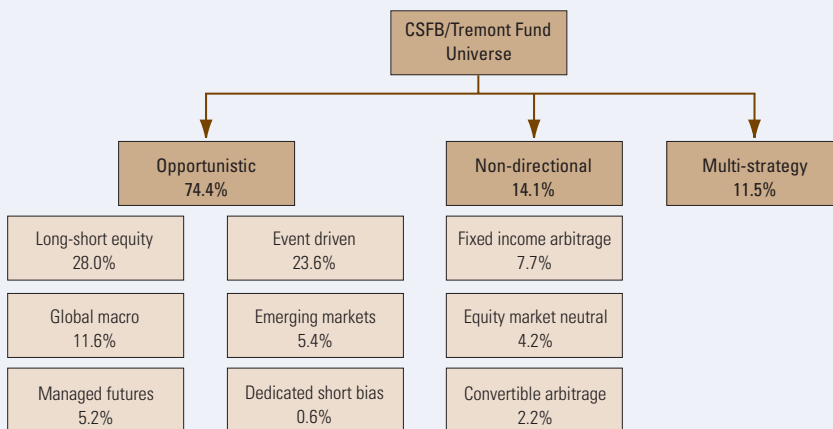 CSFB/Tremont Fund
Universe
Opportunistic
74.4%
Non-directional
14.1%
Multi-strategy
11.5%
Long-short equity
28.0%
Event driven
23.6%
Fixed income arbitrage
7.7%
Global macro
11.6%
Emerging markets
5.4%
Equity market neutral
4.2%
Managed futures
5.2%
Dedicated short bias
0.6%
Convertible arbitrage
2.2%